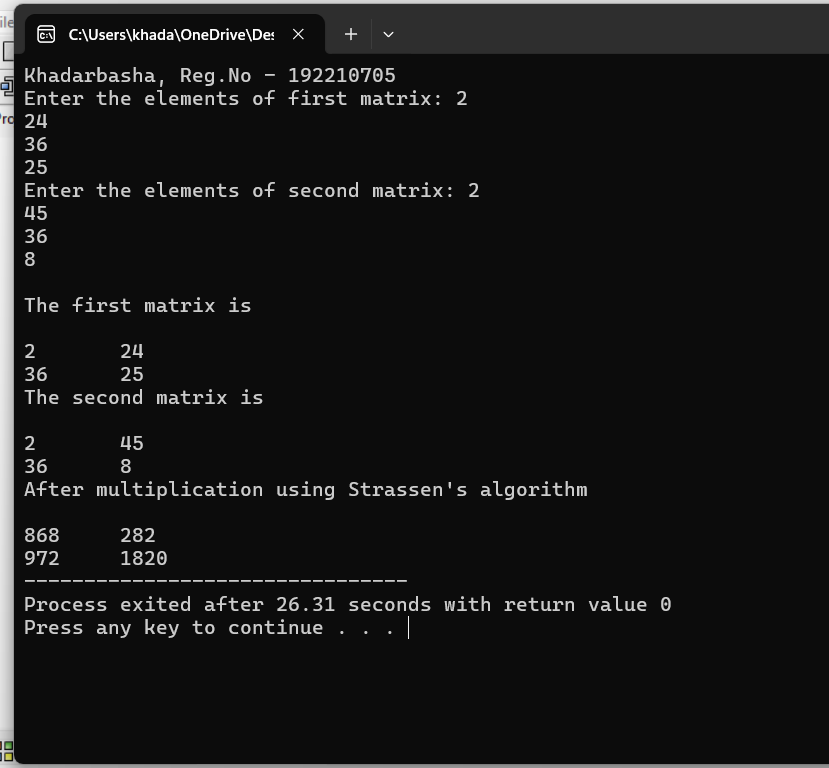 ile
C:\Users\khada\OneDrive\Des
Khadarbasha, Reg.No - 192210705
Enter the elements of first matrix: 2
24
36
25
Enter the elements of second matrix: 2
45
36
8
The first matrix is
2 24
36 25
The second matrix is
2 45
36 8
After multiplication using Strassen's algorithm
868 282
972 1820
--------------------------------
Process exited after 26.31 seconds with return value 0
Press any key to continue . . .